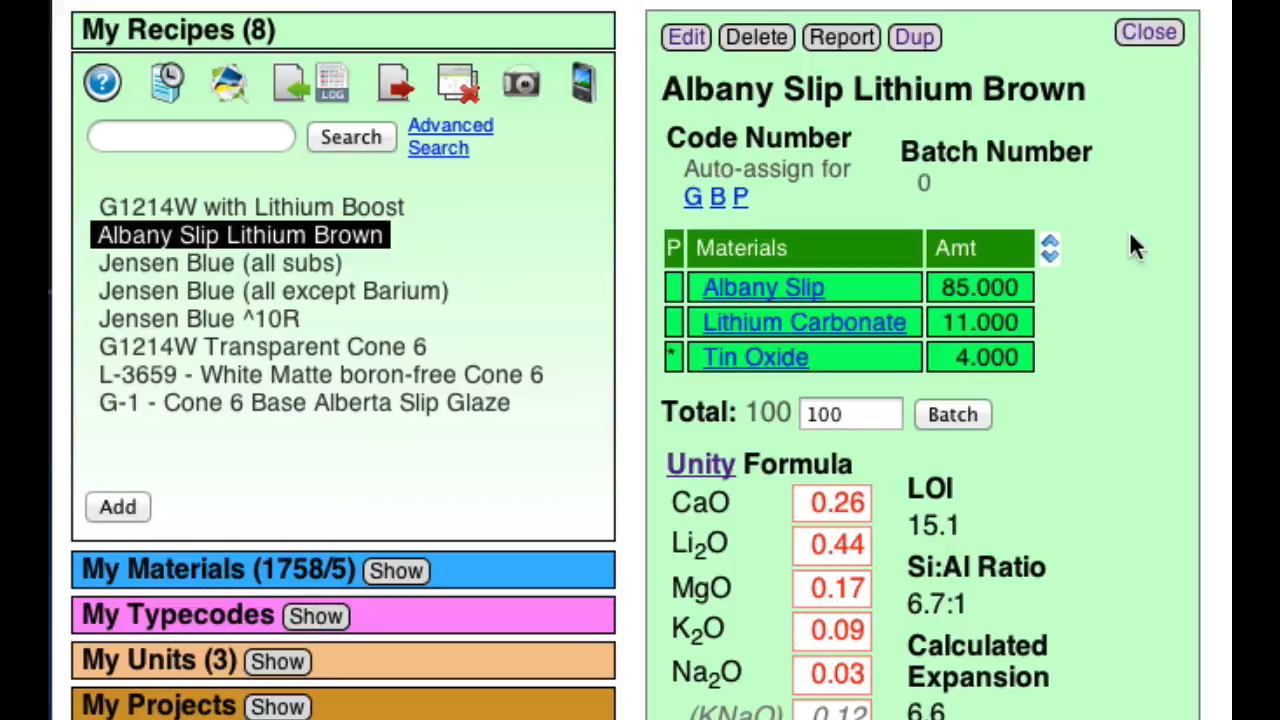 My Recipes (8)
LOG
Search
Advanced
Search
G1214W with Lithium Boost
Albany Slip Lithium Brown
Jensen Blue (all subs)
Jensen Blue (all except Barium)
Jensen Blue ^10R
G1214W Transparent Cone 6
L-3659 - White Matte boron-free Cone 6
G-1 - Cone 6 Base Alberta Slip Glaze
Add
My Materials (1758/5) Show
My Typecodes Show
My Units (3) Show
My Projects Show
Edit Delete Report Dup Close
Albany Slip Lithium Brown
Code Number
Auto-assign for
G B P
Batch Number
0
P Materials Amt
Albany Slip 85.000
Lithium Carbonate 11.000
* Tin Oxide 4.000
Total: 100 100 Batch
Unity Formula
CaO 0.26
Li₂O 0.44
MgO 0.17
K₂O 0.09
Na₂O 0.03
(KNaO) 0.12
LOI
15.1
Si:Al Ratio
6.7:1
Calculated
Expansion
6.6